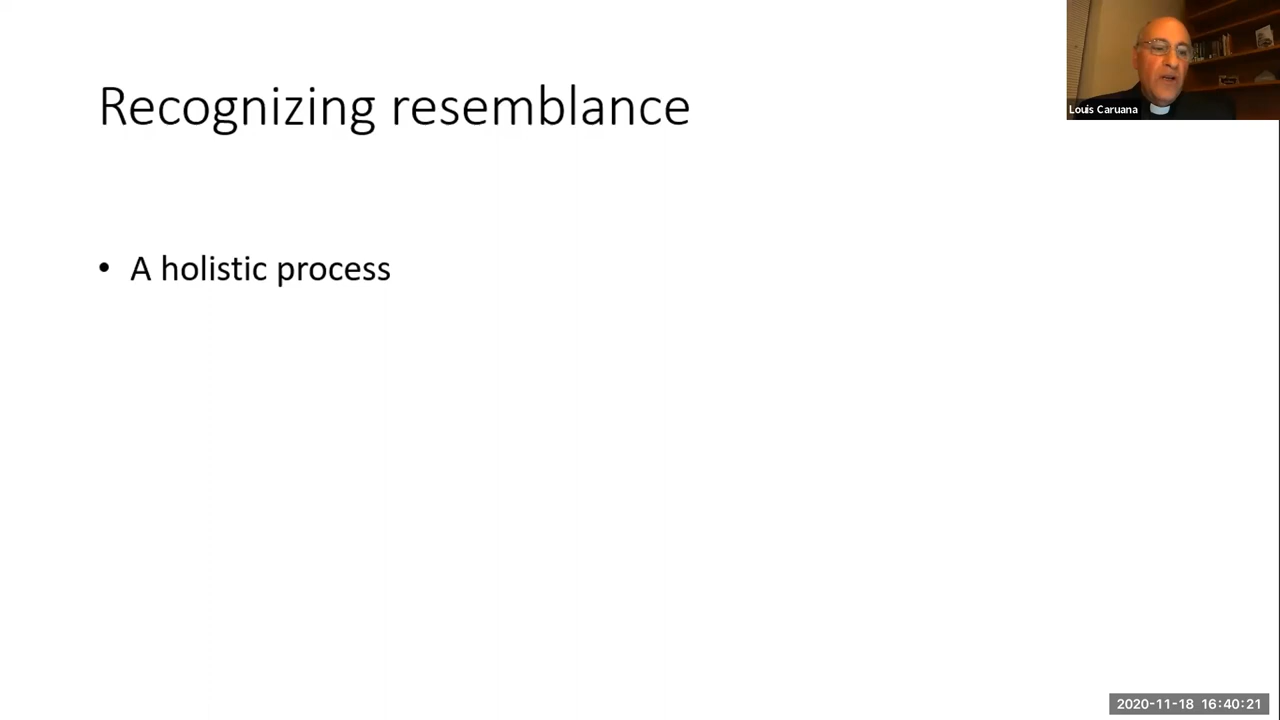 Louis Caruana
Recognizing resemblance
• A holistic process
2020-11-18 16:40:21